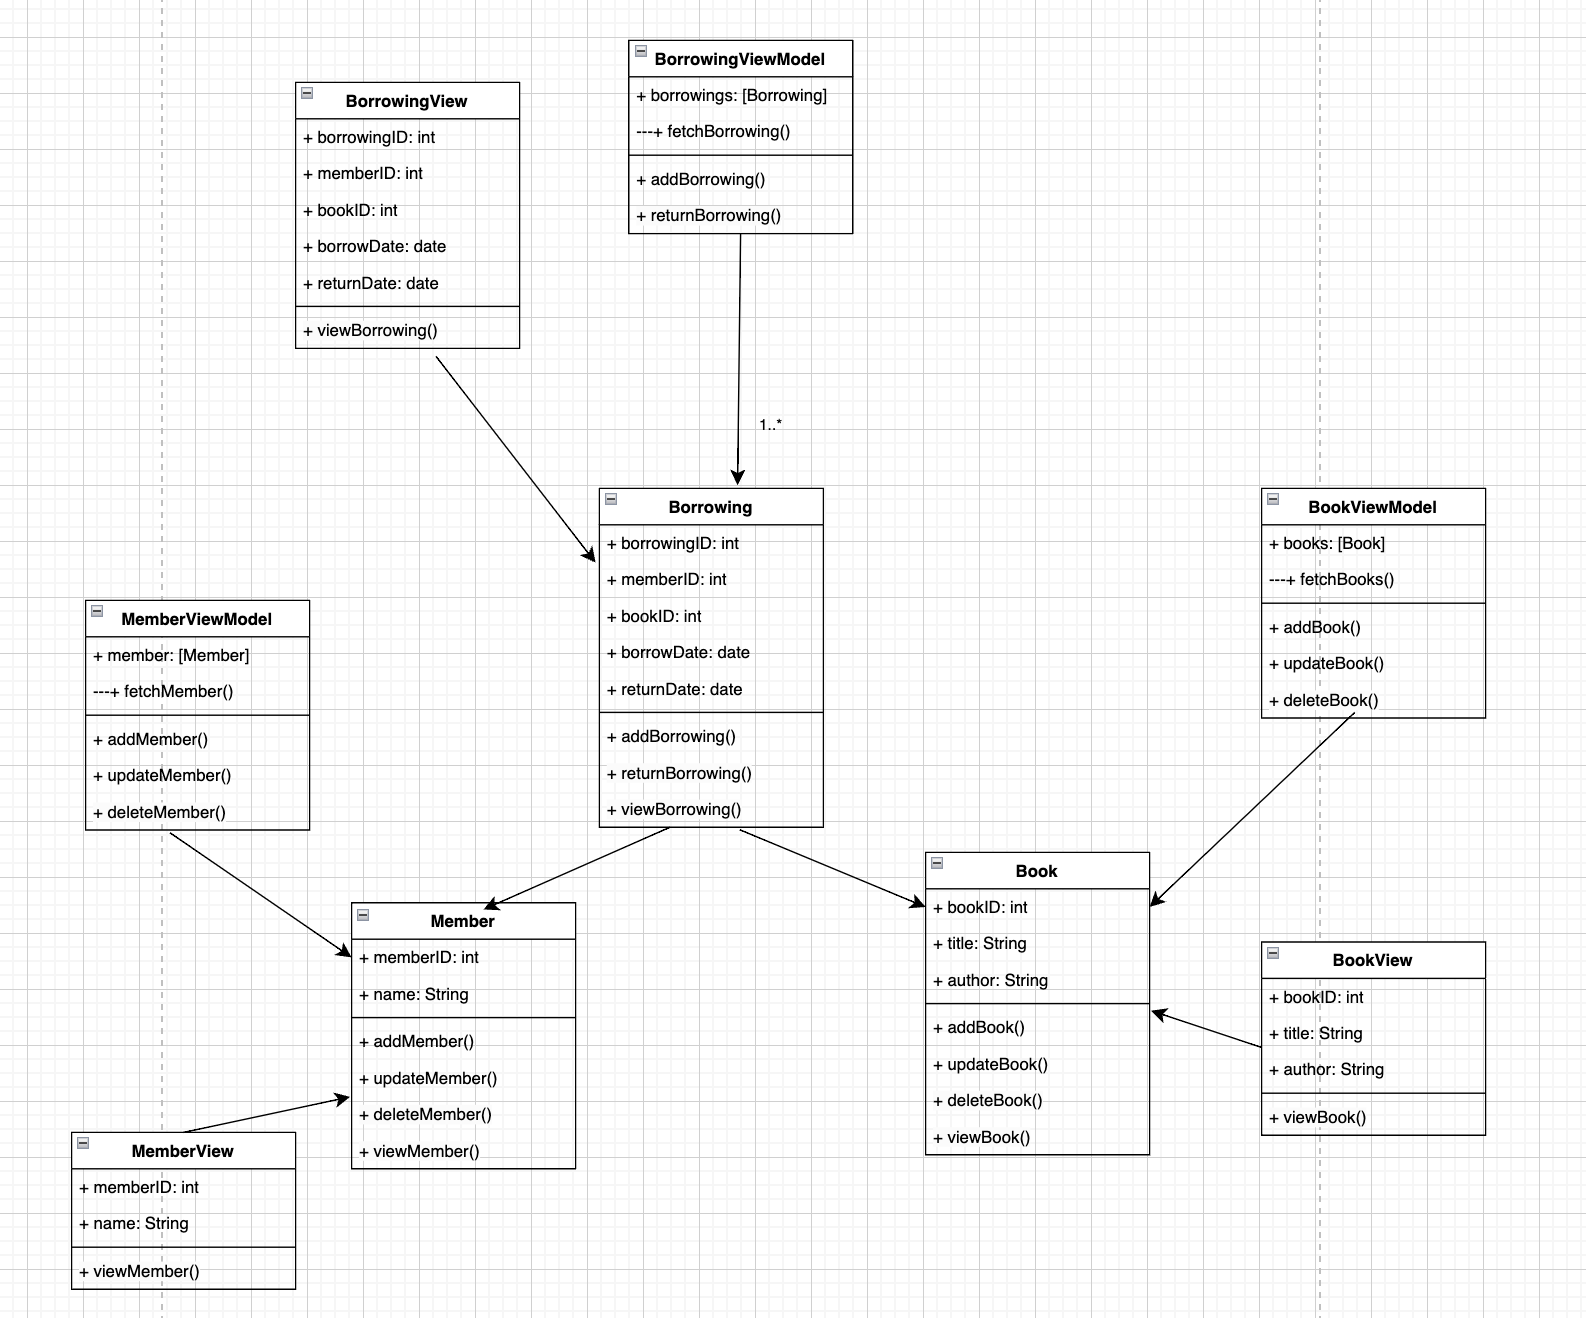 BorrowingViewModel
+ borrowings: [Borrowing]
---+ fetchBorrowing()
+ addBorrowing()
+ returnBorrowing()
BorrowingView
+ borrowingID: int
+ memberID: int
+ bookID: int
+ borrowDate: date
+ returnDate: date
+ viewBorrowing()
1..*
Borrowing
+ borrowingID: int
+ memberID: int
+ bookID: int
+ borrowDate: date
+ returnDate: date
+ addBorrowing()
+ returnBorrowing()
+ viewBorrowing()
BookViewModel
+ books: [Book]
---+ fetchBooks()
+ addBook()
+ updateBook()
+ deleteBook()
MemberViewModel
+ member: [Member]
---+ fetchMember()
+ addMember()
+ updateMember()
+ deleteMember()
Member
+ memberID: int
+ name: String
+ addMember()
+ updateMember()
+ deleteMember()
+ viewMember()
Book
+ bookID: int
+ title: String
+ author: String
+ addBook()
+ updateBook()
+ deleteBook()
+ viewBook()
BookView
+ bookID: int
+ title: String
+ author: String
+ viewBook()
MemberView
+ memberID: int
+ name: String
+ viewMember()